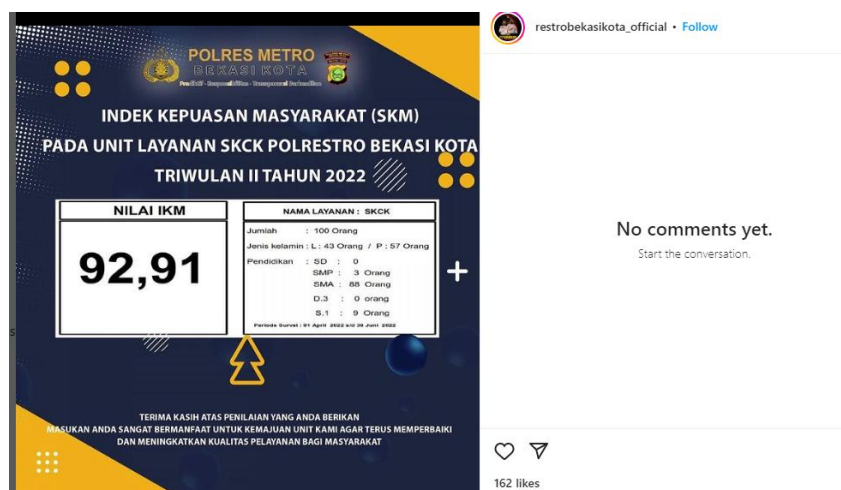 POLRES METRO
BEKASI KOTA
INDEK KEPUASAN MASYARAKAT (SKM)
PADA UNIT LAYANAN SKCK POLRESTRO BEKASI KOTA
TRIWULAN II TAHUN 2022
NILAI IKM
92,91
NAMA LAYANAN : SKCK
Jumlah : 100 Orang
Jenis kelamin : L : 43 Orang / P : 57 Orang
Pendidikan : SD : 0
SMP : 3 Orang
SMA : 88 Orang
D.3 : 0 orang
S.1 : 9 Orang
Periode Survei : 01 April 2022 s/d 30 Juni 2022
TERIMA KASIH ATAS PENILAIAN YANG ANDA BERIKAN
MASUKAN ANDA SANGAT BERMANFAAT UNTUK KEMAJUAN UNIT KAMI AGAR TERUS MEMPERBAIKI
DAN MENINGKATKAN KUALITAS PELAYANAN BAGI MASYARAKAT
restrobekasikota_official • Follow
No comments yet.
Start the conversation.
162 likes